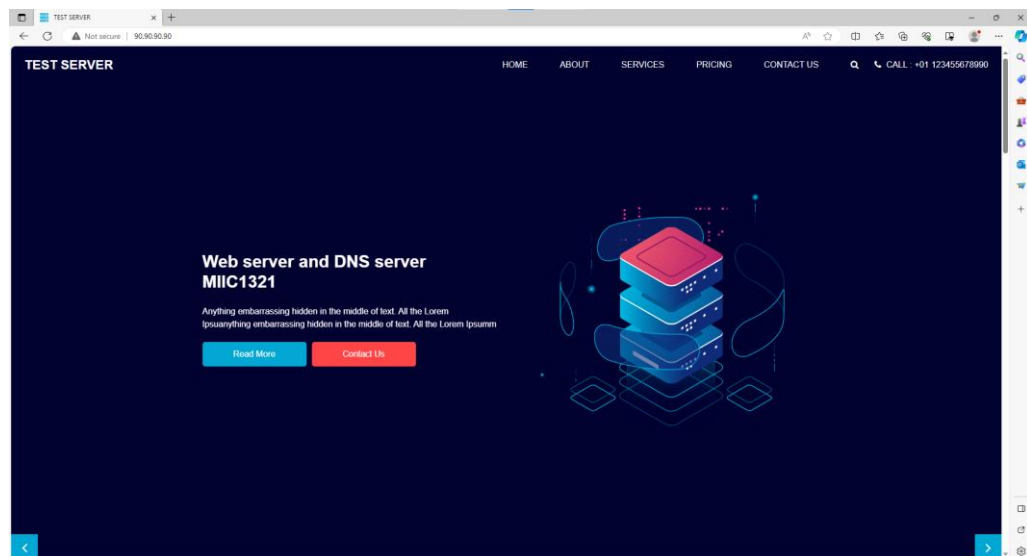 TEST SERVER
Not secure | 90.90.90.90
TEST SERVER
HOME ABOUT SERVICES PRICING CONTACT US CALL : +01 123455678990
Web server and DNS server
MIIC1321
Anything embarrassing hidden in the middle of text. All the Lorem
Ipsuanything embarrassing hidden in the middle of text. All the Lorem Ipsumm
Read More Contact Us